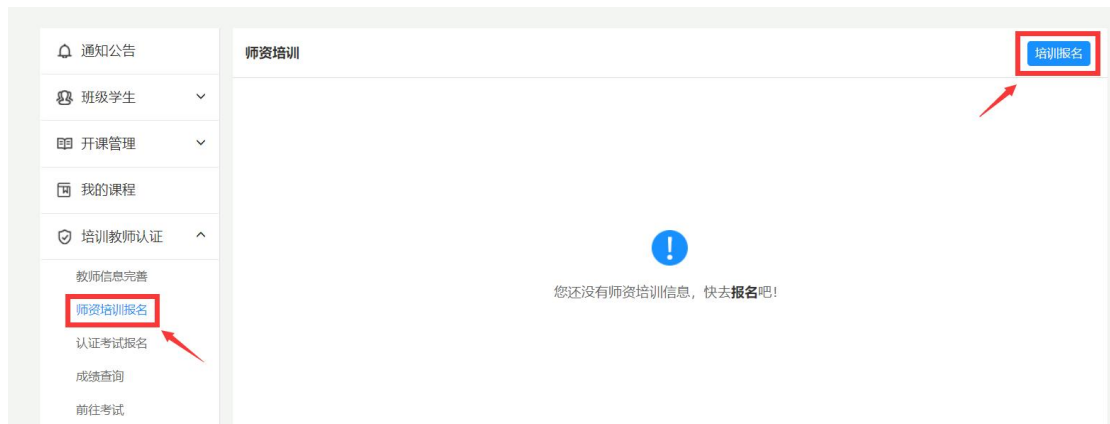 通知公告
班级学生
开课管理
我的课程
培训教师认证
教师信息完善
师资培训报名
认证考试报名
成绩查询
前往考试
师资培训
培训报名
您还没有师资培训信息，快去报名吧！